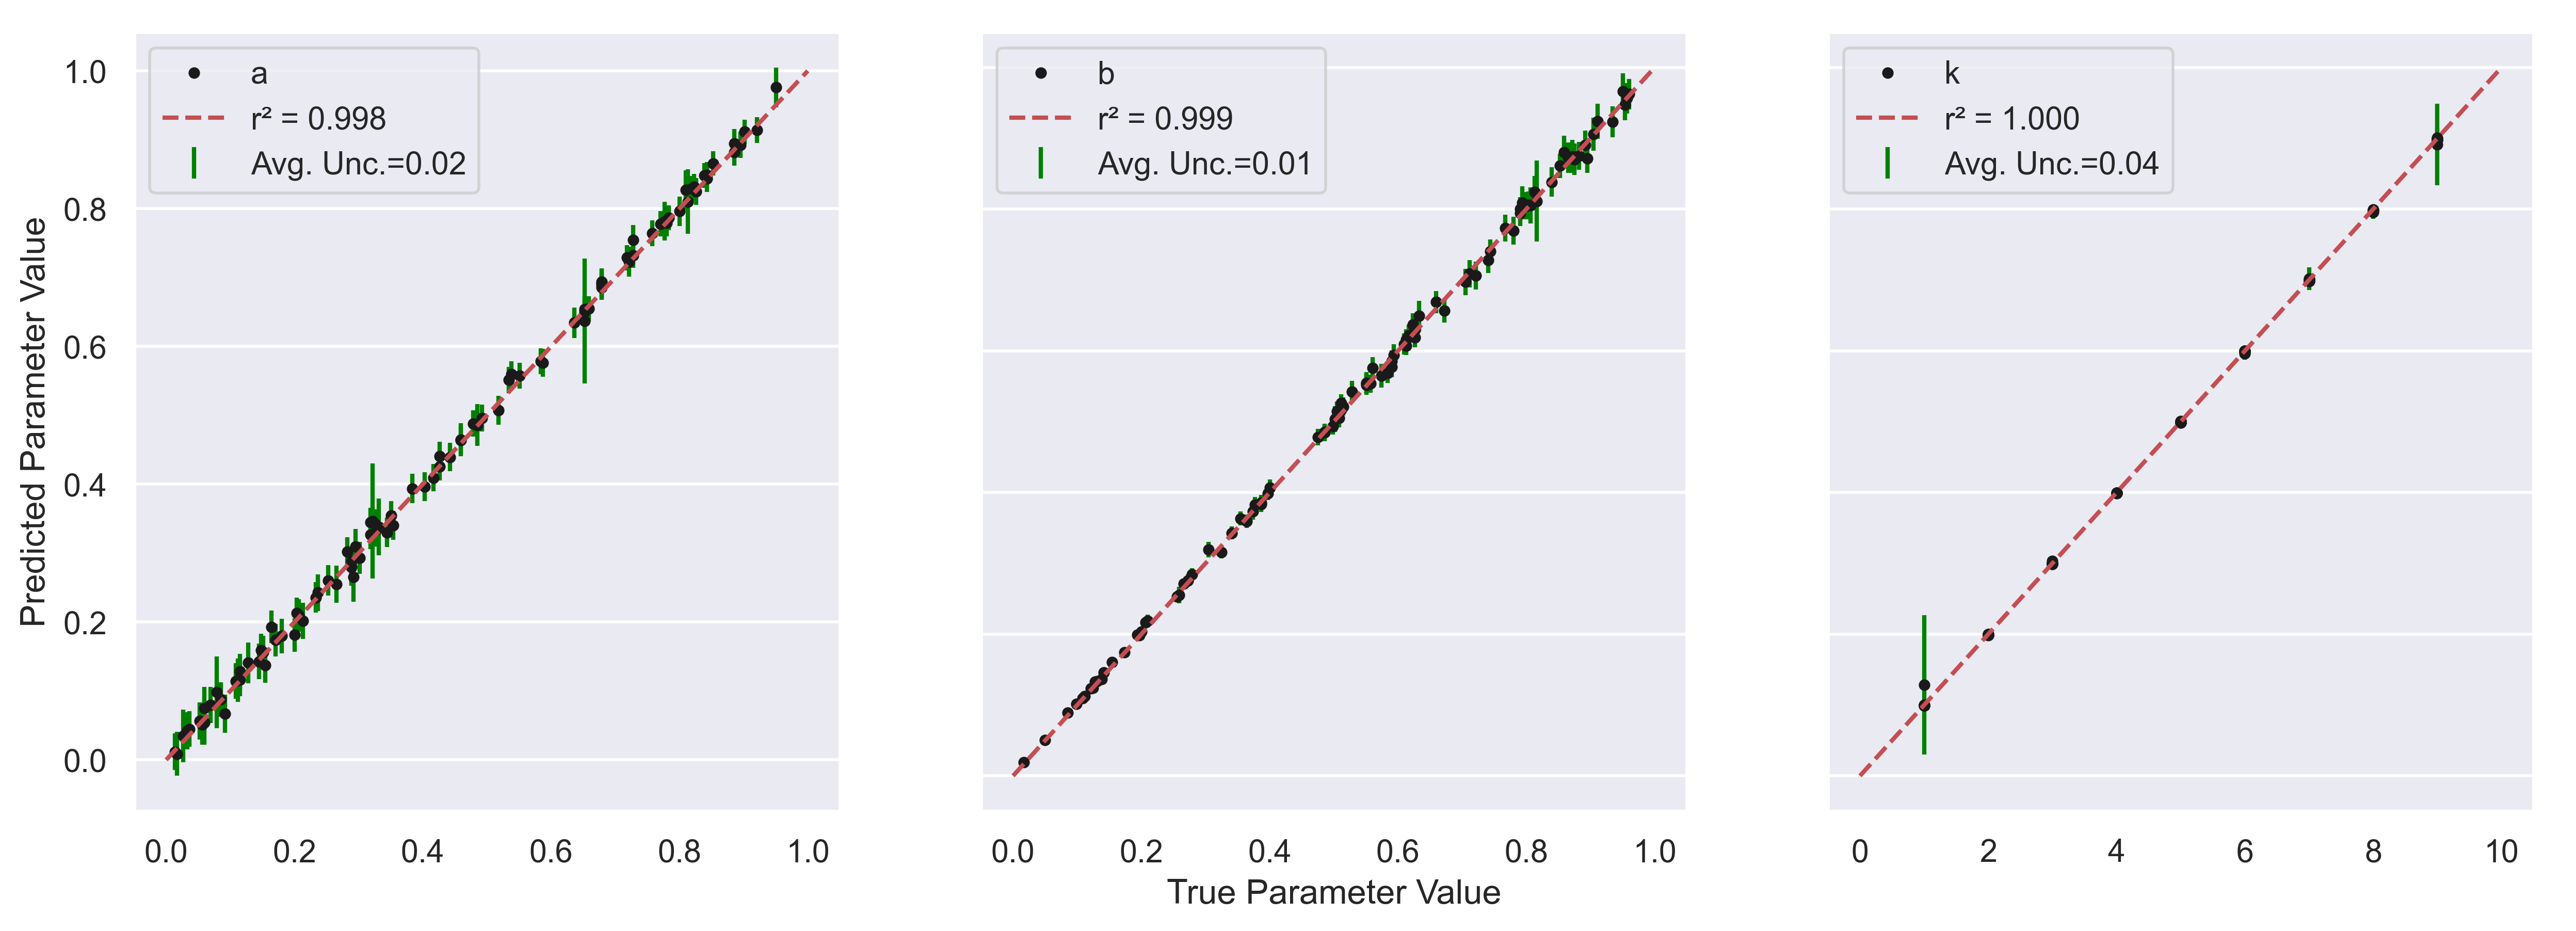 a
r² = 0.998
Avg. Unc.=0.02
b
r² = 0.999
Avg. Unc.=0.01
k
r² = 1.000
Avg. Unc.=0.04
Predicted Parameter Value
1.0
0.8
0.6
0.4
0.2
0.0
0.0 0.2 0.4 0.6 0.8 1.0
0.0 0.2 0.4 0.6 0.8 1.0
0 2 4 6 8 10
True Parameter Value